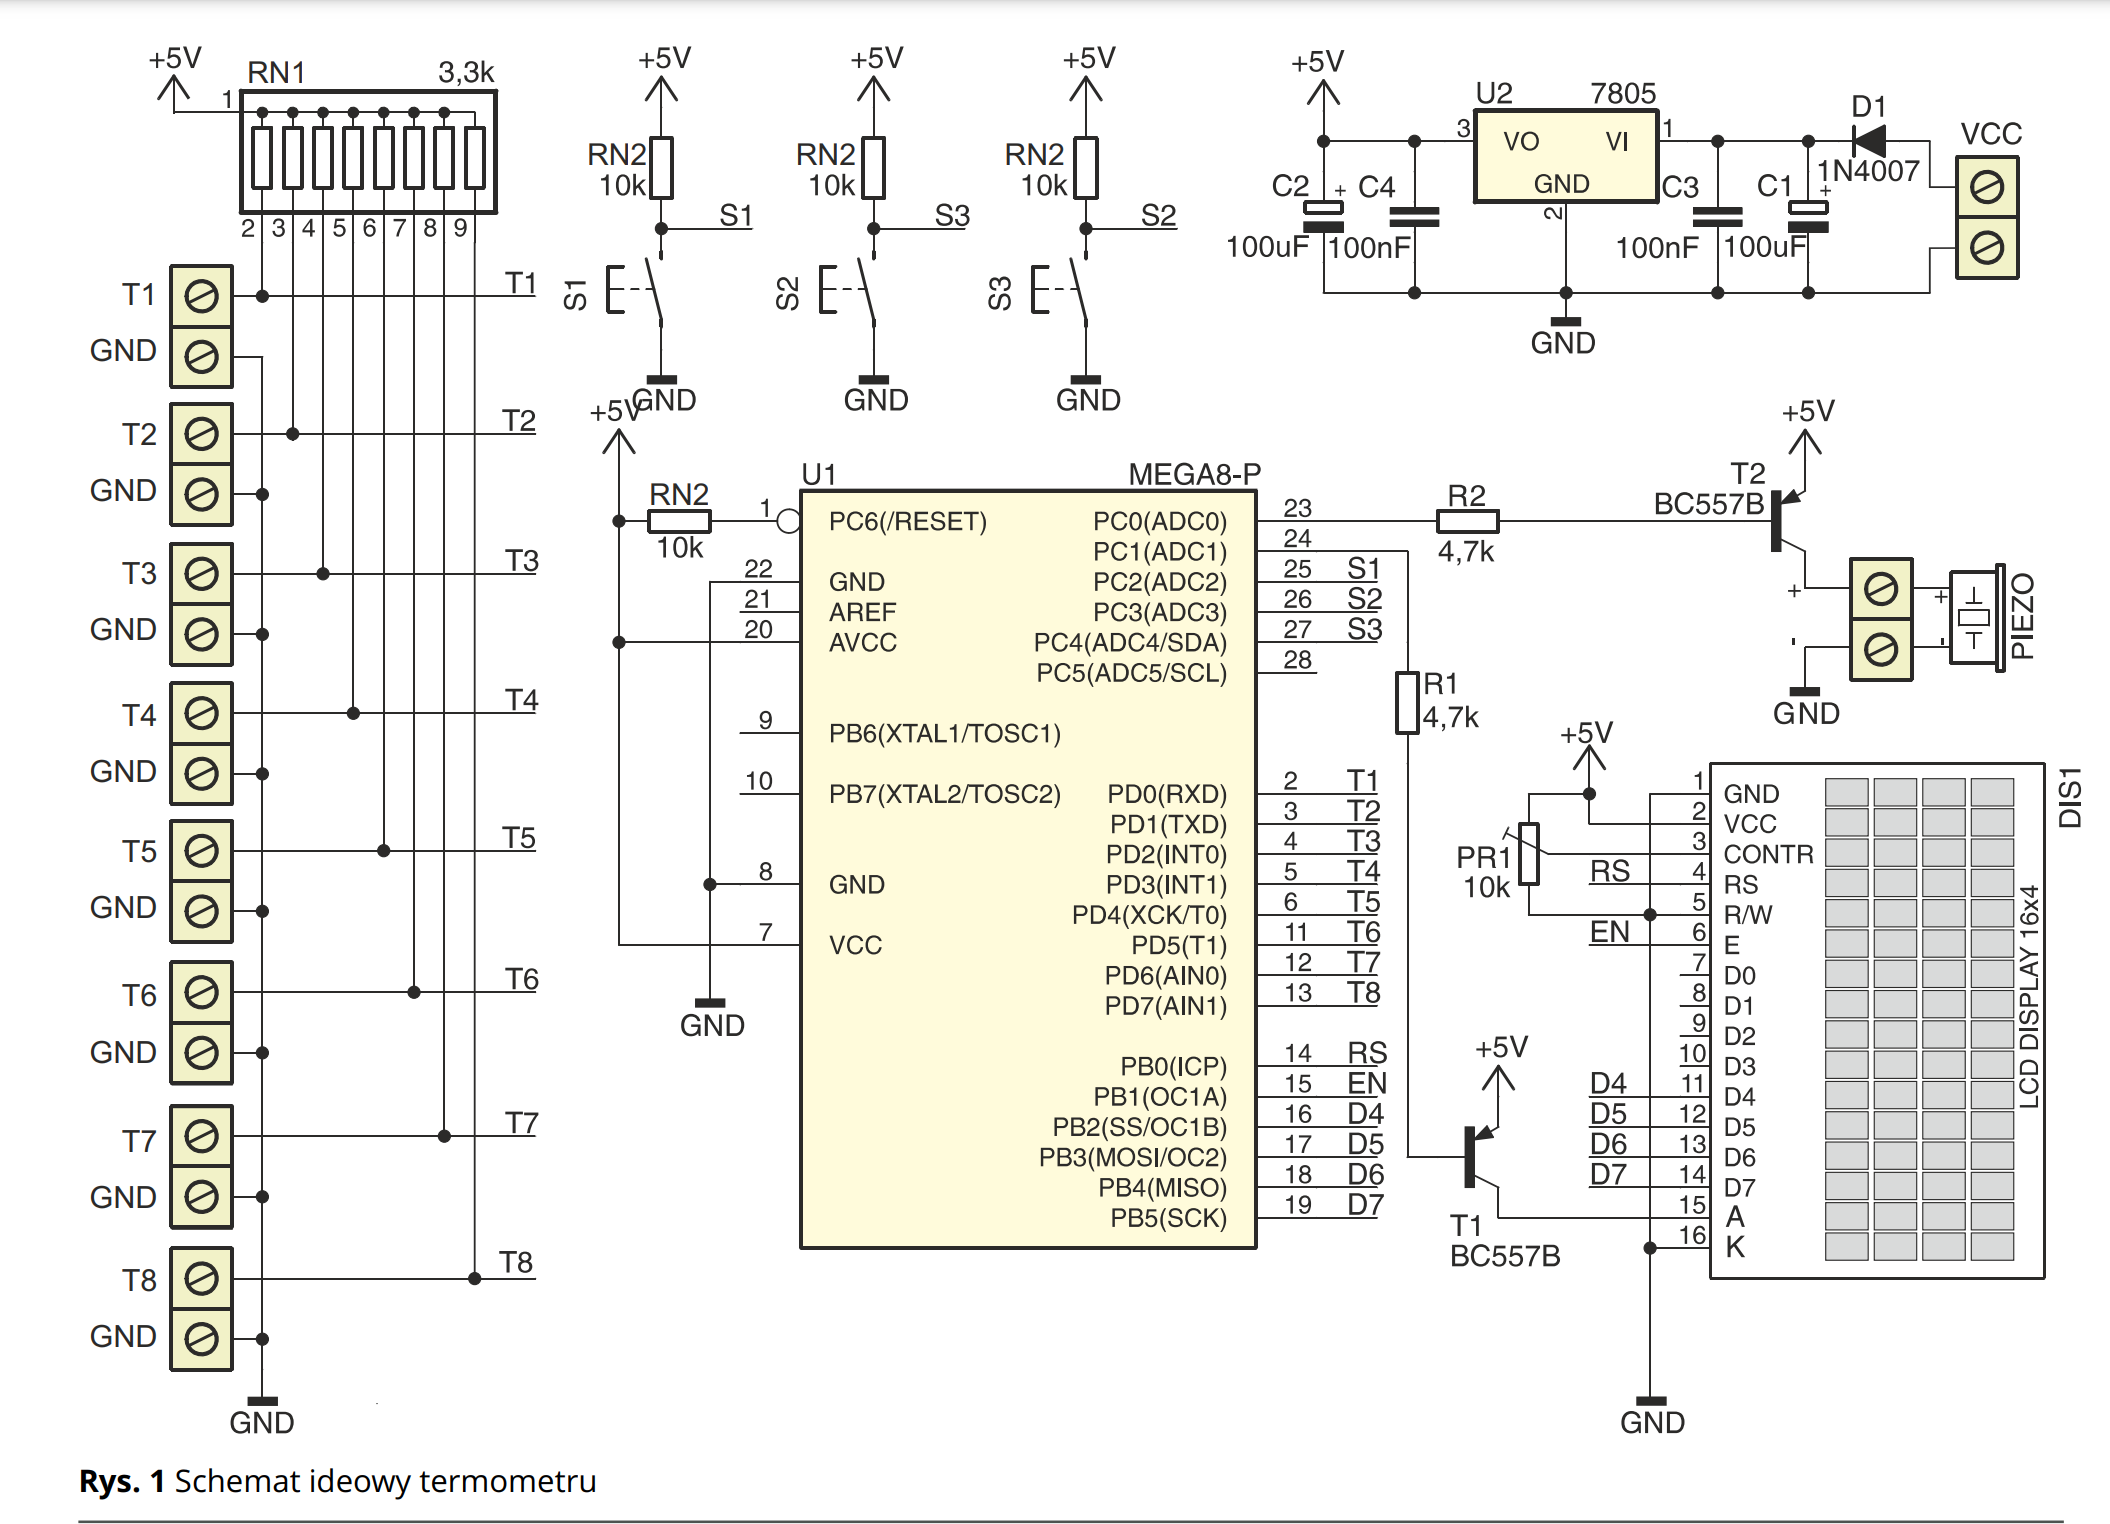 +5V
RN1 3,3k
1
2 3 4 5 6 7 8 9
T1 T1
GND
T2 T2
GND
T3 T3
GND
T4 T4
GND
T5 T5
GND
T6 T6
GND
T7 T7
GND
T8 T8
GND
GND
+5V
RN2
10k
S1
S1
GND
+5V
RN2
10k
S3
S2
GND
+5V
RN2
10k
S2
S3
GND
+5V
U2 7805
3 VO VI 1
GND
2
C2 +
100uF
C4
100nF
C3
100nF
C1 +
100uF
D1
1N4007
VCC
GND
+5V
RN2
10k
U1 MEGA8-P
1 PC6(/RESET)
22 GND
21 AREF
20 AVCC
9 PB6(XTAL1/TOSC1)
10 PB7(XTAL2/TOSC2)
8 GND
7 VCC
GND
PC0(ADC0) 23
PC1(ADC1) 24
PC2(ADC2) 25 S1
PC3(ADC3) 26 S2
PC4(ADC4/SDA) 27 S3
PC5(ADC5/SCL) 28
PD0(RXD) 2 T1
PD1(TXD) 3 T2
PD2(INT0) 4 T3
PD3(INT1) 5 T4
PD4(XCK/T0) 6 T5
PD5(T1) 11 T6
PD6(AIN0) 12 T7
PD7(AIN1) 13 T8
PB0(ICP) 14 RS
PB1(OC1A) 15 EN
PB2(SS/OC1B) 16 D4
PB3(MOSI/OC2) 17 D5
PB4(MISO) 18 D6
PB5(SCK) 19 D7
R2
4,7k
+5V
T2
BC557B
+ +
- -
PIEZO
GND
R1
4,7k
+5V
PR1
10k
+5V
T1
BC557B
DIS1
1 GND
2 VCC
3 CONTR
RS 4 RS
5 R/W
EN 6 E
7 D0
8 D1
9 D2
10 D3
D4 11 D4
D5 12 D5
D6 13 D6
D7 14 D7
15 A
16 K
LCD DISPLAY 16x4
GND
Rys. 1 Schemat ideowy termometru